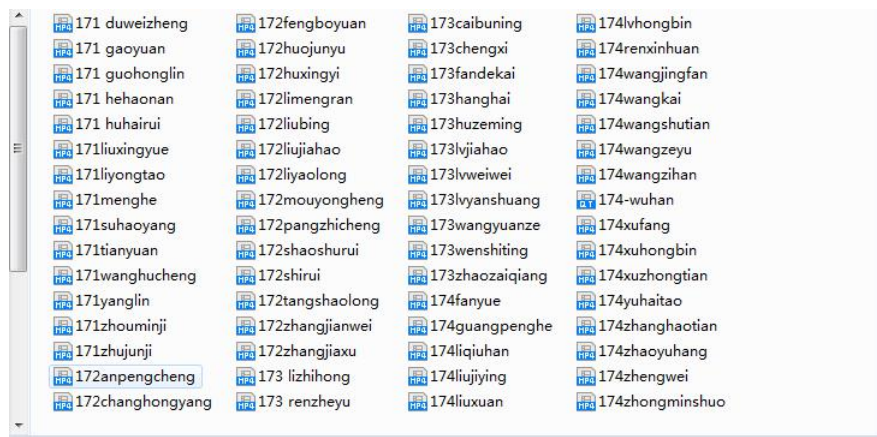 171 duweizheng
171 gaoyuan
171 guohonglin
171 hehaonan
171 huhairui
171liuxingyue
171liyongtao
171menghe
171suhaoyang
171tianyuan
171wanghucheng
171yanglin
171zhouminji
171zhujunji
172anpengcheng
172changhongyang
172fengboyuan
172huojunyu
172huxingyi
172limengran
172liubing
172liujiahao
172liyaolong
172mouyongheng
172pangzhicheng
172shaoshurui
172shirui
172tangshaolong
172zhangjianwei
172zhangjiaxu
173 lizhihong
173 renzheyu
173caibuning
173chengxi
173fandekai
173hanghai
173huzeming
173lvjiahao
173lvweiwei
173lvyanshuang
173wangyuanze
173wenshiting
173zhaozaiqiang
174fanyue
174guangpenghe
174liqiuhan
174liujiying
174liuxuan
174lvhongbin
174renxinhuan
174wangjingfan
174wangkai
174wangshutian
174wangzeyu
174wangzihan
174-wuhan
174xufang
174xuhongbin
174xuzhongtian
174yuhaitao
174zhanghaotian
174zhaoyuhang
174zhengwei
174zhongminshuo